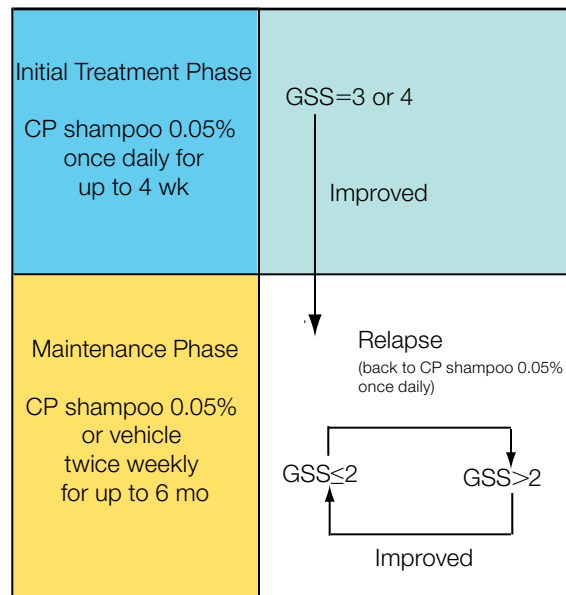 Initial Treatment Phase
CP shampoo 0.05%
once daily for
up to 4 wk
GSS=3 or 4
Improved
Maintenance Phase
CP shampoo 0.05%
or vehicle
twice weekly
for up to 6 mo
Relapse
(back to CP shampoo 0.05%
once daily)
GSS≤2
GSS>2
Improved